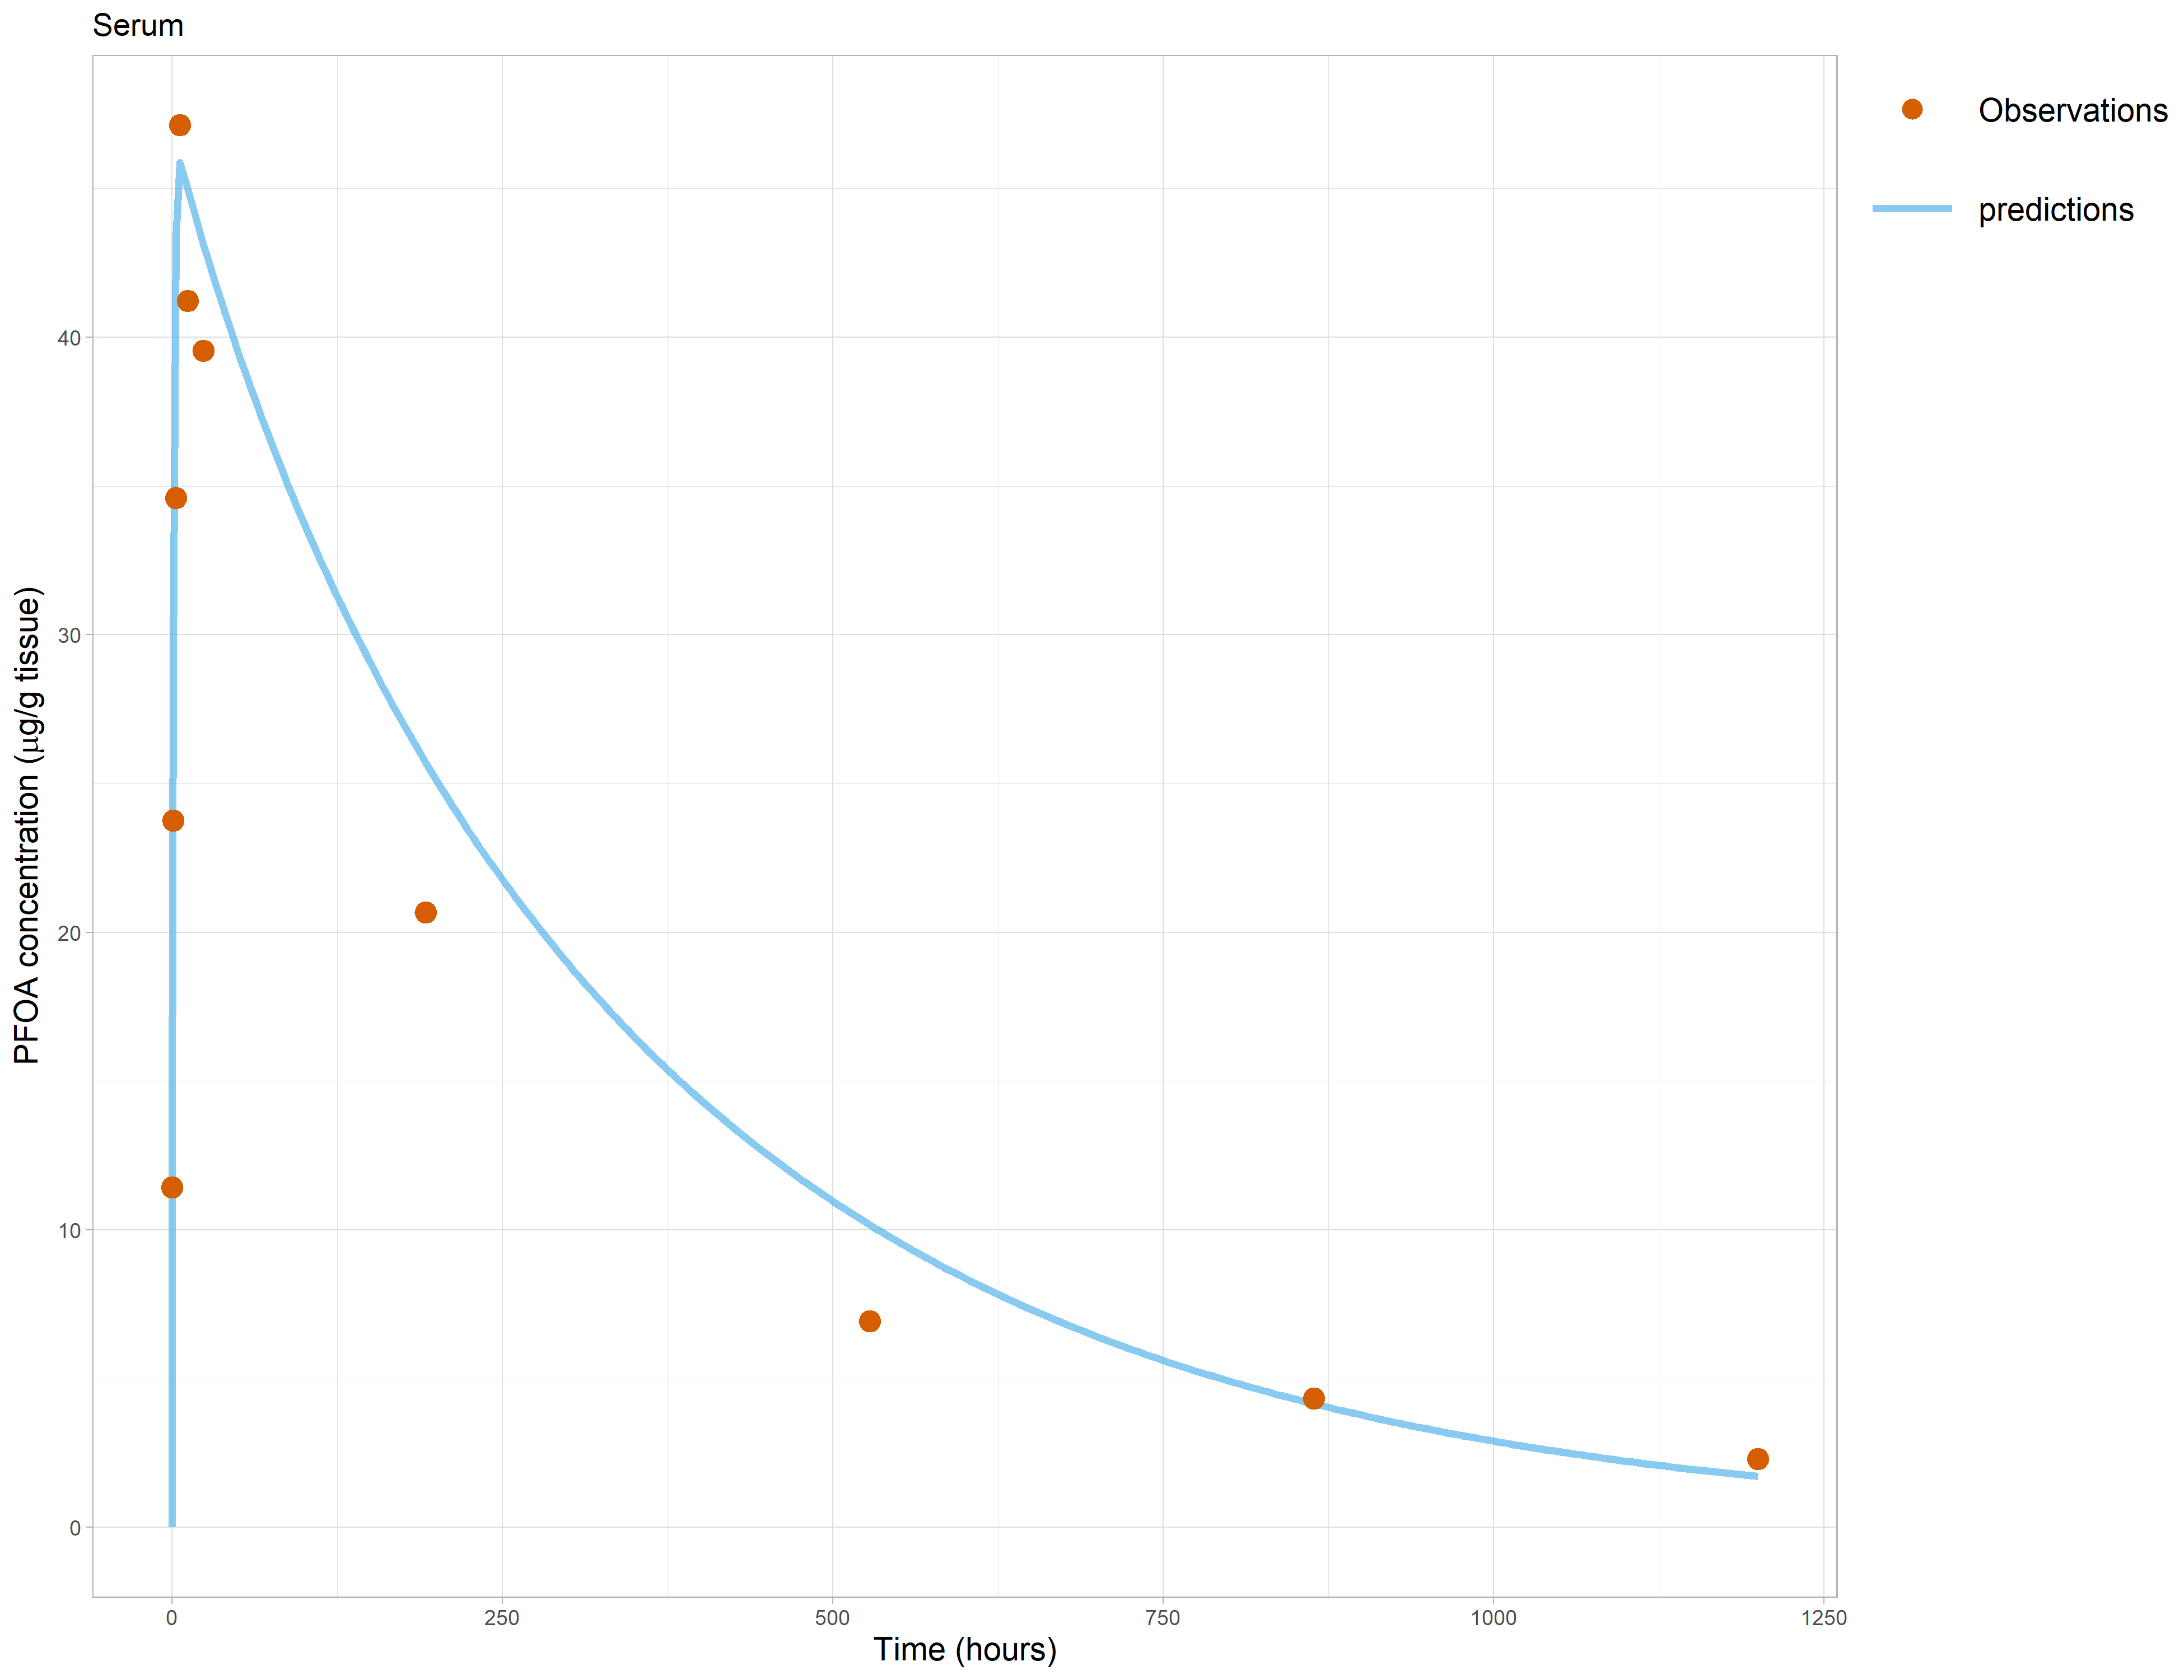 Serum
Observations
predictions
PFOA concentration (μg/g tissue)
40
30
20
10
0
0 250 500 750 1000 1250
Time (hours)